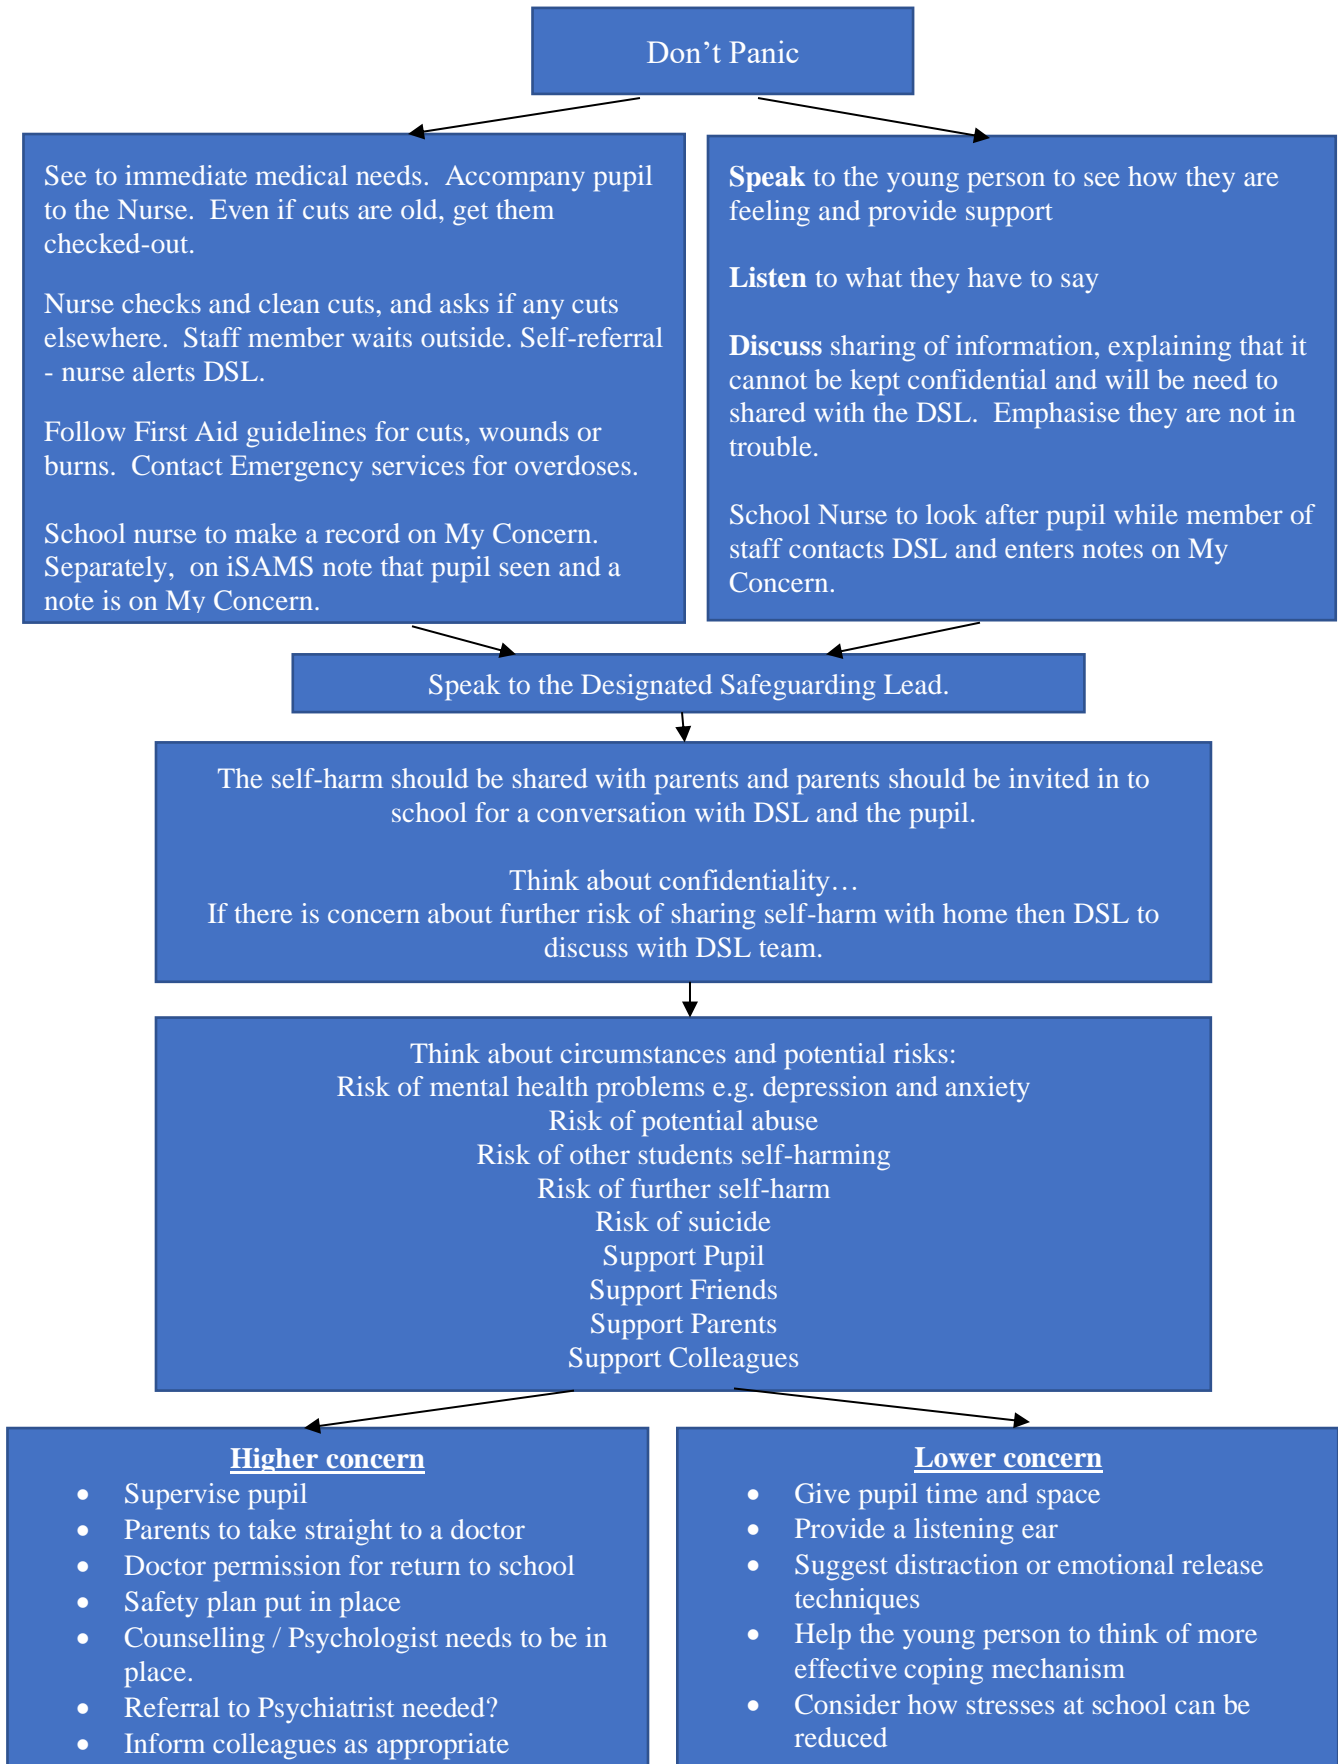 Don’t Panic
See to immediate medical needs.  Accompany pupil
to the Nurse.  Even if cuts are old, get them
checked-out.
Nurse checks and clean cuts, and asks if any cuts
elsewhere.  Staff member waits outside. Self-referral
- nurse alerts DSL.
Follow First Aid guidelines for cuts, wounds or
burns.  Contact Emergency services for overdoses.
School nurse to make a record on My Concern.
Separately,  on iSAMS note that pupil seen and a
note is on My Concern.
Speak to the young person to see how they are
feeling and provide support
Listen to what they have to say
Discuss sharing of information, explaining that it
cannot be kept confidential and will be need to
shared with the DSL.  Emphasise they are not in
trouble.
School Nurse to look after pupil while member of
staff contacts DSL and enters notes on My
Concern.
Speak to the Designated Safeguarding Lead.
The self-harm should be shared with parents and parents should be invited in to
school for a conversation with DSL and the pupil.
Think about confidentiality…
If there is concern about further risk of sharing self-harm with home then DSL to
discuss with DSL team.
Think about circumstances and potential risks:
Risk of mental health problems e.g. depression and anxiety
Risk of potential abuse
Risk of other students self-harming
Risk of further self-harm
Risk of suicide
Support Pupil
Support Friends
Support Parents
Support Colleagues
Higher concern
• Supervise pupil
• Parents to take straight to a doctor
• Doctor permission for return to school
• Safety plan put in place
• Counselling / Psychologist needs to be in
place.
• Referral to Psychiatrist needed?
• Inform colleagues as appropriate
Lower concern
• Give pupil time and space
• Provide a listening ear
• Suggest distraction or emotional release
techniques
• Help the young person to think of more
effective coping mechanism
• Consider how stresses at school can be
reduced